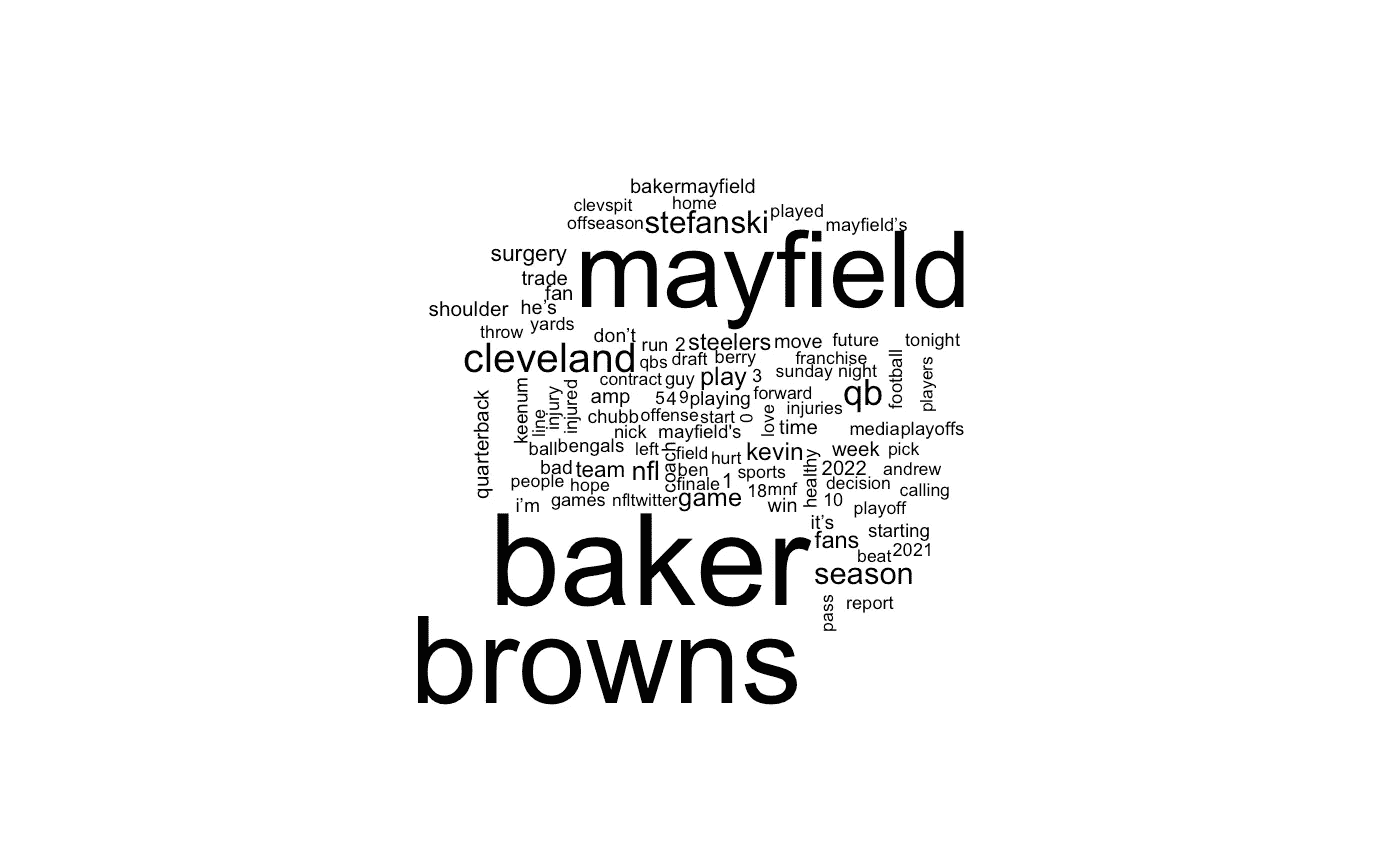 bakermayfield
clevspit
home
offseason
stefanski
played
mayfield’s
surgery
mayfield
trade
fan
shoulder
he’s
throw
yards
don’t
run
2
steelers
move
future
tonight
cleveland
qbs
draft
berry
franchise
sunday
night
football
players
contract
guy
play
3
qb
quarterback
keenum
line
injury
injured
amp
5
4
9
playing
forward
chubb
offense
start
0
love
injuries
nick
mayfield's
time
media
playoffs
ball
bengals
left
coach
field
hurt
kevin
week
pick
bad
team
nfl
ben
sports
healthy
2022
andrew
people
hope
finale
1
decision
calling
i’m
games
nfltwitter
game
18
mnf
win
10
playoff
it’s
starting
baker
fans
beat
2021
season
pass
report
browns